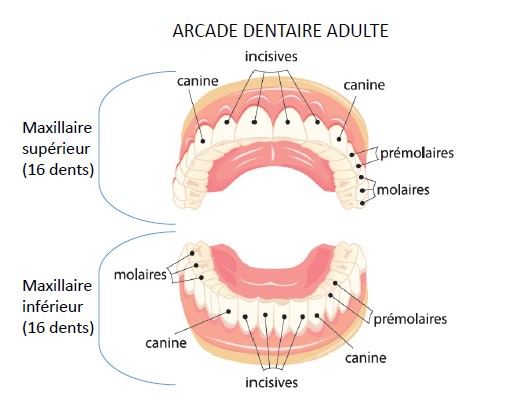 ARCADE DENTAIRE ADULTE
incisives
canine
canine
Maxillaire
supérieur
(16 dents)
prémolaires
molaires
molaires
Maxillaire
inférieur
(16 dents)
prémolaires
canine
canine
incisives